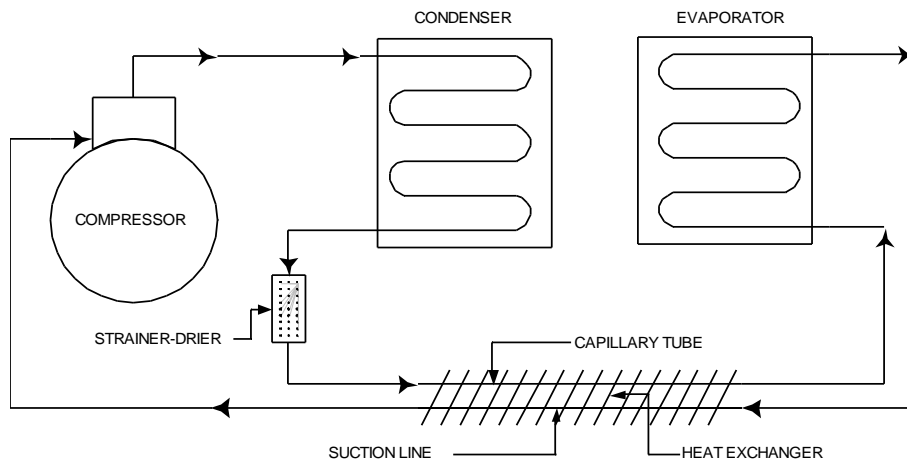 CONDENSER
EVAPORATOR
COMPRESSOR
STRAINER-DRIER
CAPILLARY TUBE
SUCTION LINE
HEAT EXCHANGER